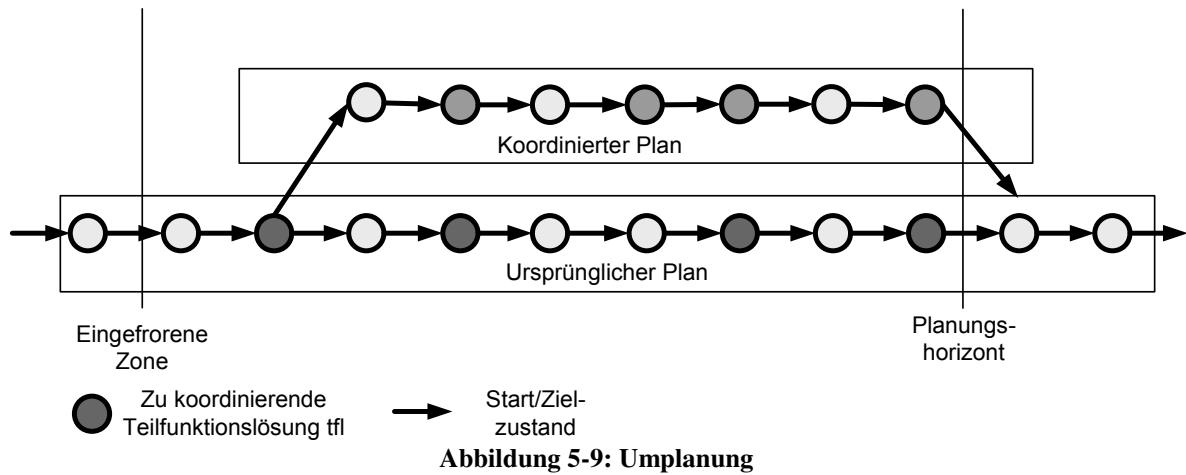 Koordinierter Plan
Ursprünglicher Plan
Eingefrorene
Zone
Planungs-
horizont
Zu koordinierende
Teilfunktionslösung tfl
Start/Ziel-
zustand
Abbildung 5-9: Umplanung